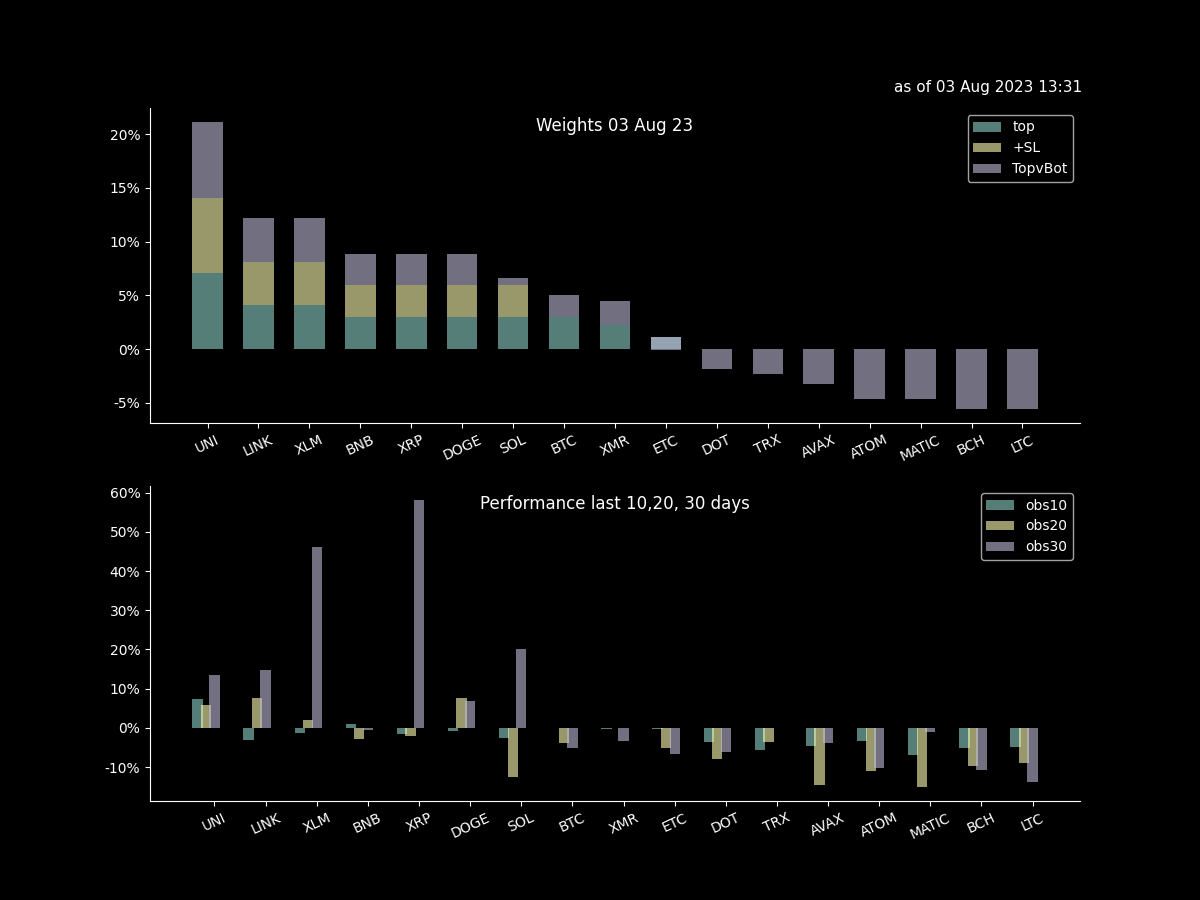 as of 03 Aug 2023 13:31
Weights 03 Aug 23
top
+SL
TopvBot
20%
15%
10%
5%
0%
-5%
UNI LINK XLM BNB XRP DOGE SOL BTC XMR ETC DOT TRX AVAX ATOM MATIC BCH LTC
Performance last 10,20, 30 days
obs10
obs20
obs30
60%
50%
40%
30%
20%
10%
0%
-10%
UNI LINK XLM BNB XRP DOGE SOL BTC XMR ETC DOT TRX AVAX ATOM MATIC BCH LTC